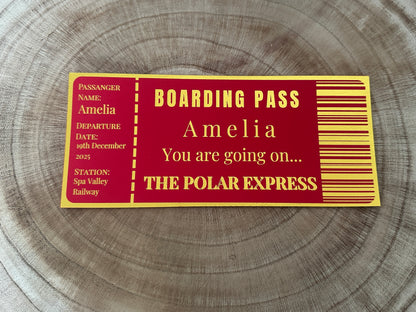 PASSANGER
NAME:
Amelia
DEPARTURE
DATE:
19th December
2025
STATION:
Spa Valley
Railway
BOARDING PASS
Amelia
You are going on...
THE POLAR EXPRESS